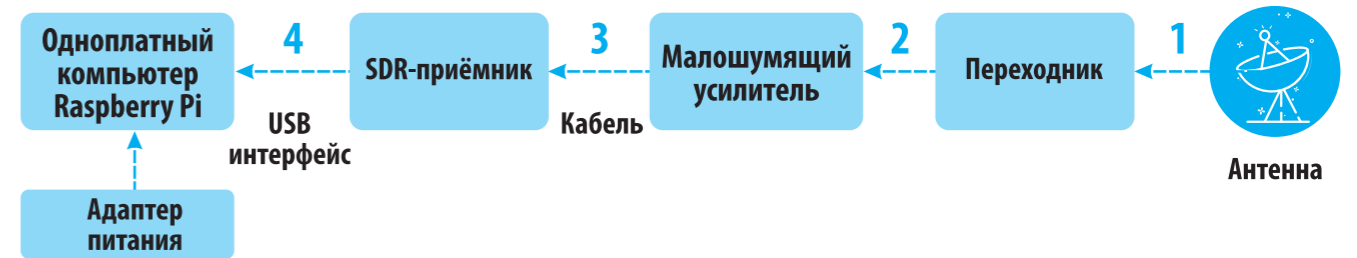 Одноплатный
компьютер
Raspberry Pi
4
USB
интерфейс
SDR-приёмник
3
Кабель
Малошумящий
усилитель
2
Переходник
1
Антенна
Адаптер
питания